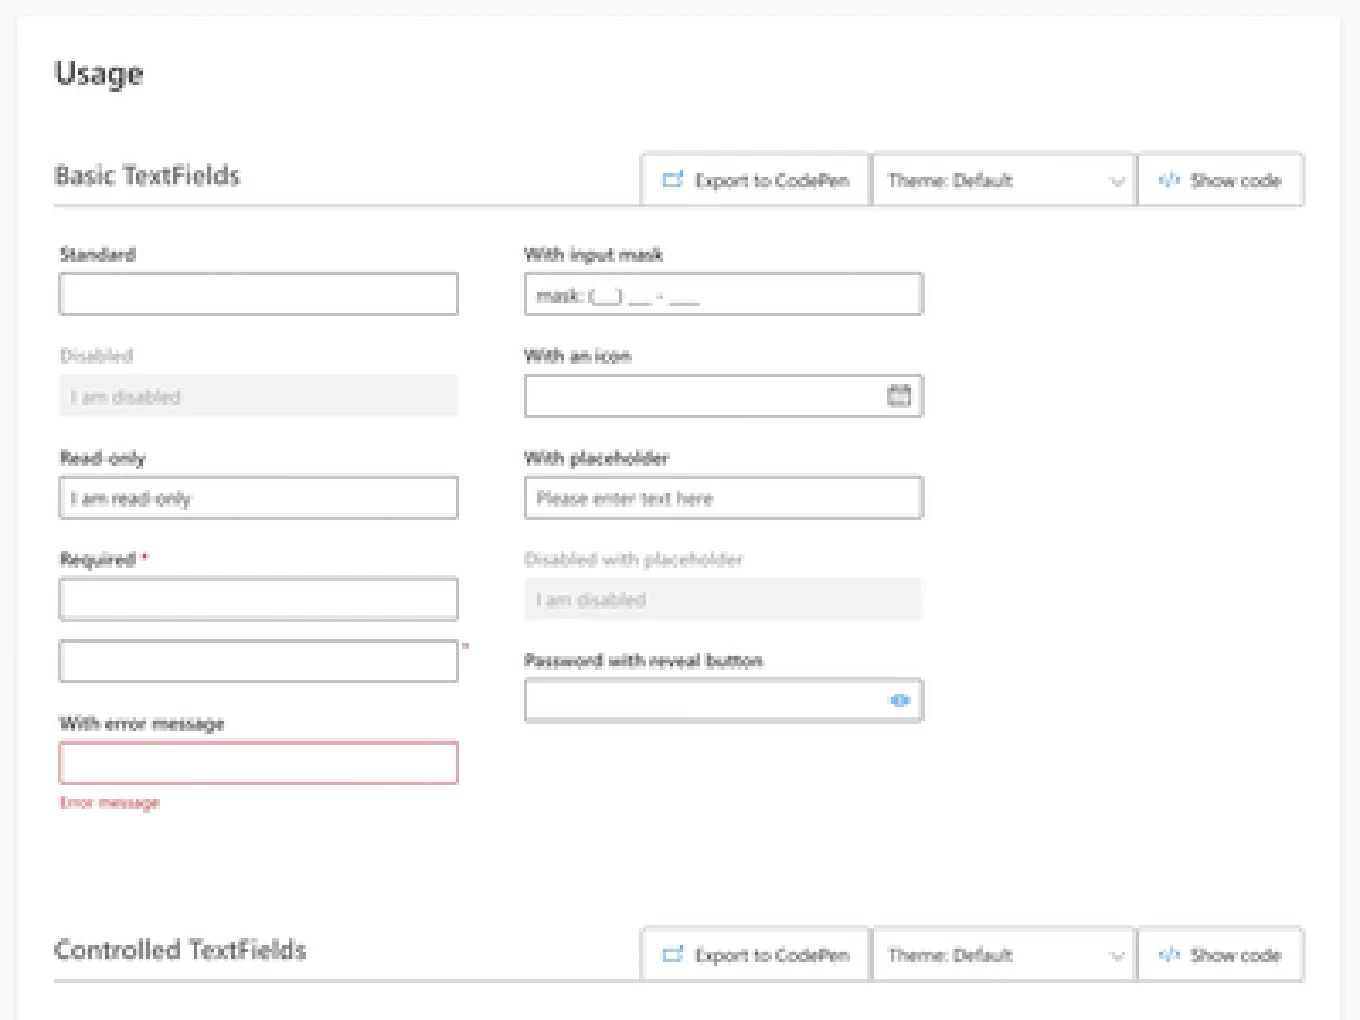 Usage
Basic TextFields
Export to CodePen
Theme: Default
Show code
Standard
Disabled
I am disabled
Read-only
I am read-only
Required *
*
With error message
Error message
With input mask
mask: (__) __ - ___
With an icon
With placeholder
Please enter text here
Disabled with placeholder
I am disabled
Password with reveal button
Controlled TextFields
Export to CodePen
Theme: Default
Show code